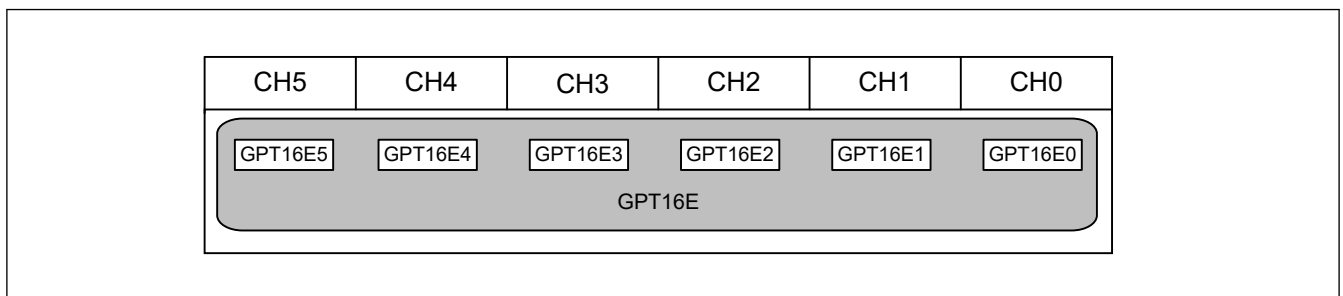 CH5 CH4 CH3 CH2 CH1 CH0
GPT16E5 GPT16E4 GPT16E3 GPT16E2 GPT16E1 GPT16E0
GPT16E